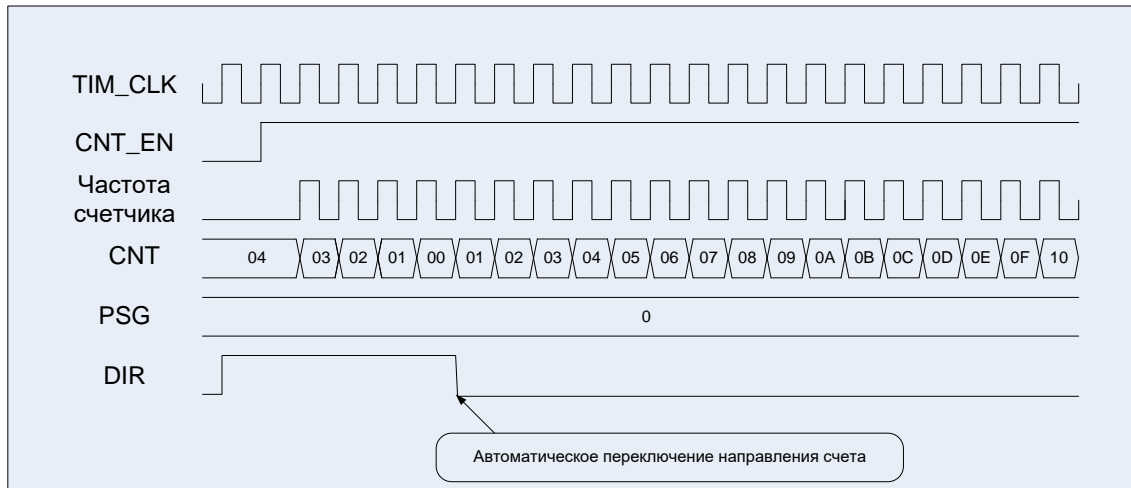 TIM_CLK
CNT_EN
Частота
счетчика
CNT
04 03 02 01 00 01 02 03 04 05 06 07 08 09 0A 0B 0C 0D 0E 0F 10
PSG
0
DIR
Автоматическое переключение направления счета